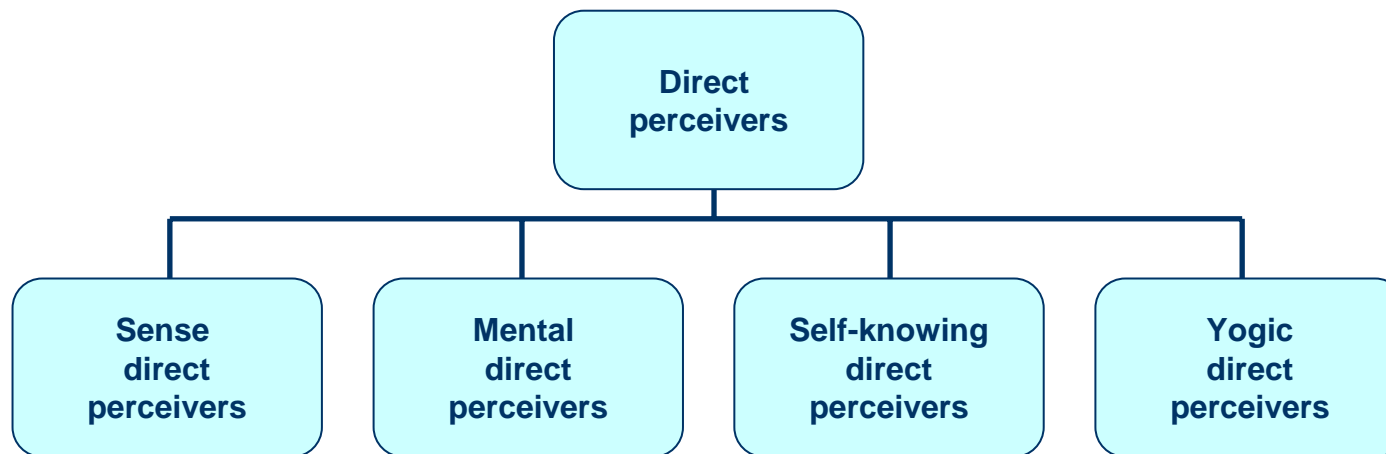 Direct
perceivers
Sense
direct
perceivers
Mental
direct
perceivers
Self-knowing
direct
perceivers
Yogic
direct
perceivers